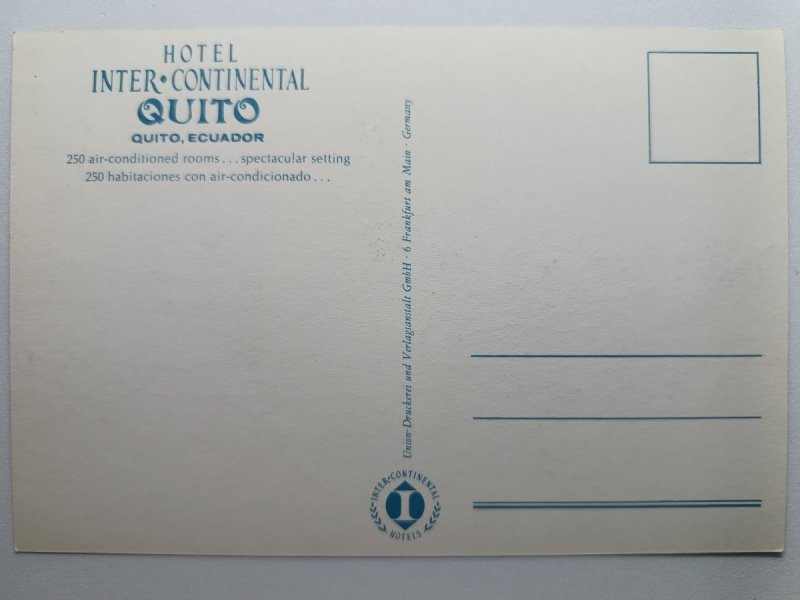 HOTEL
INTER•CONTINENTAL
QUITO
QUITO, ECUADOR
250 air-conditioned rooms... spectacular setting
250 habitaciones con air-condicionado...
Union-Druckerei und Verlagsanstalt GmbH · 6 Frankfurt am Main · Germany
INTER•CONTINENTAL
I
HOTELS